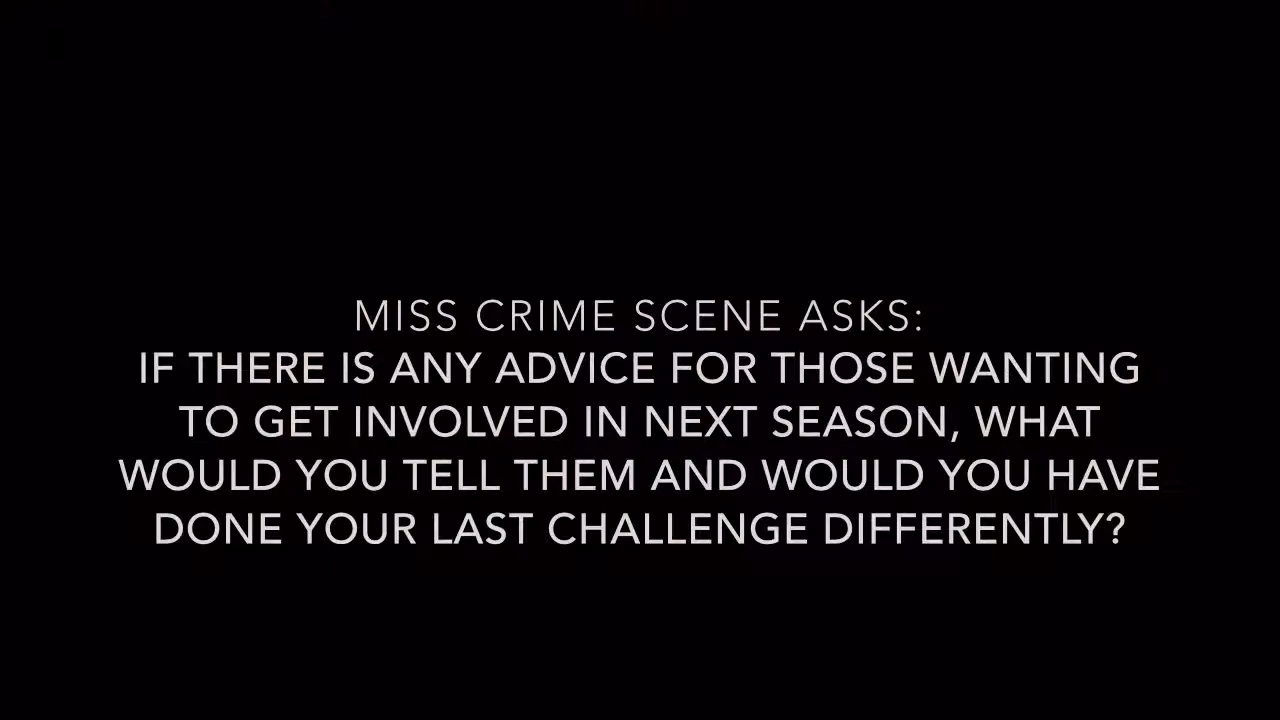 MISS CRIME SCENE ASKS:
IF THERE IS ANY ADVICE FOR THOSE WANTING
TO GET INVOLVED IN NEXT SEASON, WHAT
WOULD YOU TELL THEM AND WOULD YOU HAVE
DONE YOUR LAST CHALLENGE DIFFERENTLY?